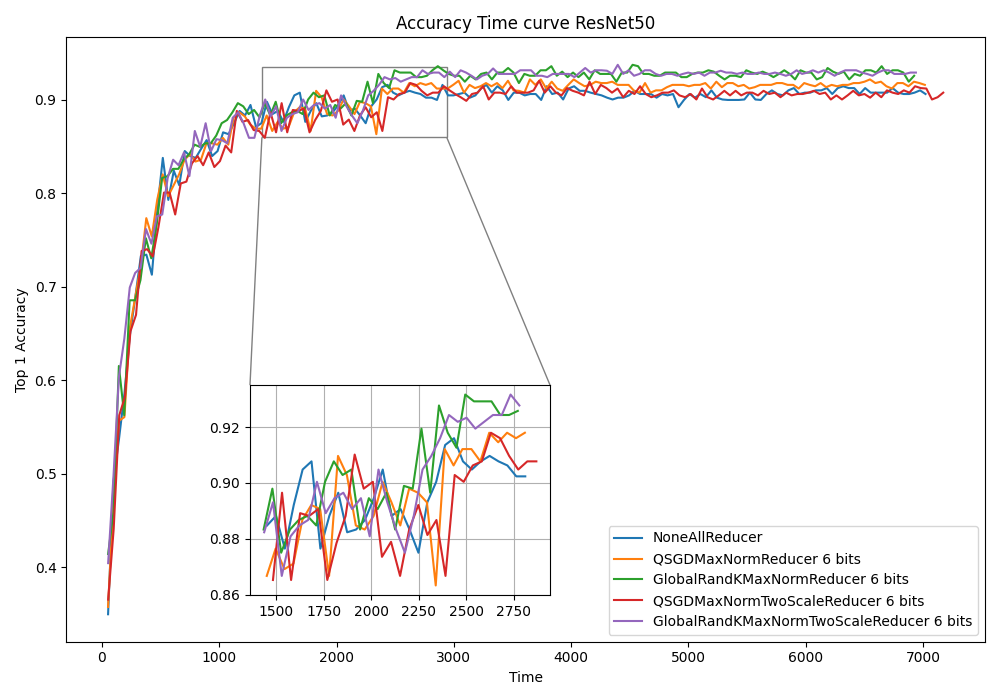 Accuracy Time curve ResNet50
Top 1 Accuracy
0.9
0.8
0.7
0.6
0.5
0.4
0.92
0.90
0.88
0.86
1500 1750 2000 2250 2500 2750
NoneAllReducer
QSGDMaxNormReducer 6 bits
GlobalRandKMaxNormReducer 6 bits
QSGDMaxNormTwoScaleReducer 6 bits
GlobalRandKMaxNormTwoScaleReducer 6 bits
0 1000 2000 3000 4000 5000 6000 7000
Time